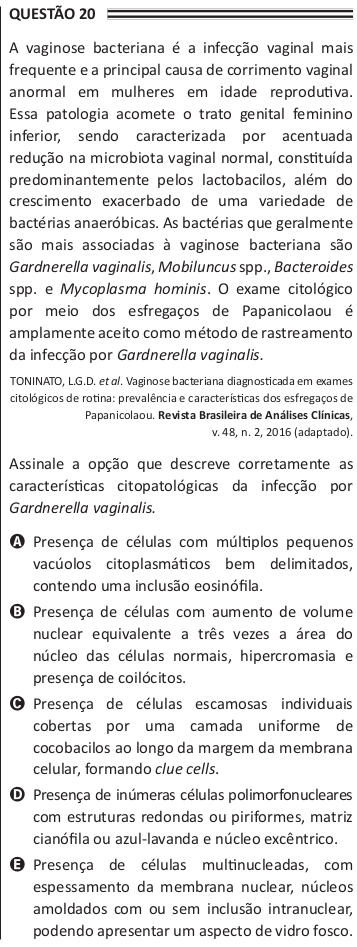 QUESTÃO 20
A vaginose bacteriana é a infecção vaginal mais
frequente e a principal causa de corrimento vaginal
anormal em mulheres em idade reprodutiva.
Essa patologia acomete o trato genital feminino
inferior, sendo caracterizada por acentuada
redução na microbiota vaginal normal, constituída
predominantemente pelos lactobacilos, além do
crescimento exacerbado de uma variedade de
bactérias anaeróbicas. As bactérias que geralmente
são mais associadas à vaginose bacteriana são
Gardnerella vaginalis, Mobiluncus spp., Bacteroides
spp. e Mycoplasma hominis. O exame citológico
por meio dos esfregaços de Papanicolaou é
amplamente aceito como método de rastreamento
da infecção por Gardnerella vaginalis.
TONINATO, L.G.D. et al. Vaginose bacteriana diagnosticada em exames
citológicos de rotina: prevalência e características dos esfregaços de
Papanicolaou. Revista Brasileira de Análises Clínicas,
v. 48, n. 2, 2016 (adaptado).
Assinale a opção que descreve corretamente as
características citopatológicas da infecção por
Gardnerella vaginalis.
A Presença de células com múltiplos pequenos
vacúolos citoplasmáticos bem delimitados,
contendo uma inclusão eosinófila.
B Presença de células com aumento de volume
nuclear equivalente a três vezes a área do
núcleo das células normais, hipercromasia e
presença de coilócitos.
C Presença de células escamosas individuais
cobertas por uma camada uniforme de
cocobacilos ao longo da margem da membrana
celular, formando clue cells.
D Presença de inúmeras células polimorfonucleares
com estruturas redondas ou piriformes, matriz
cianófila ou azul-lavanda e núcleo excêntrico.
E Presença de células multinucleadas, com
espessamento da membrana nuclear, núcleos
amoldados com ou sem inclusão intranuclear,
podendo apresentar um aspecto de vidro fosco.